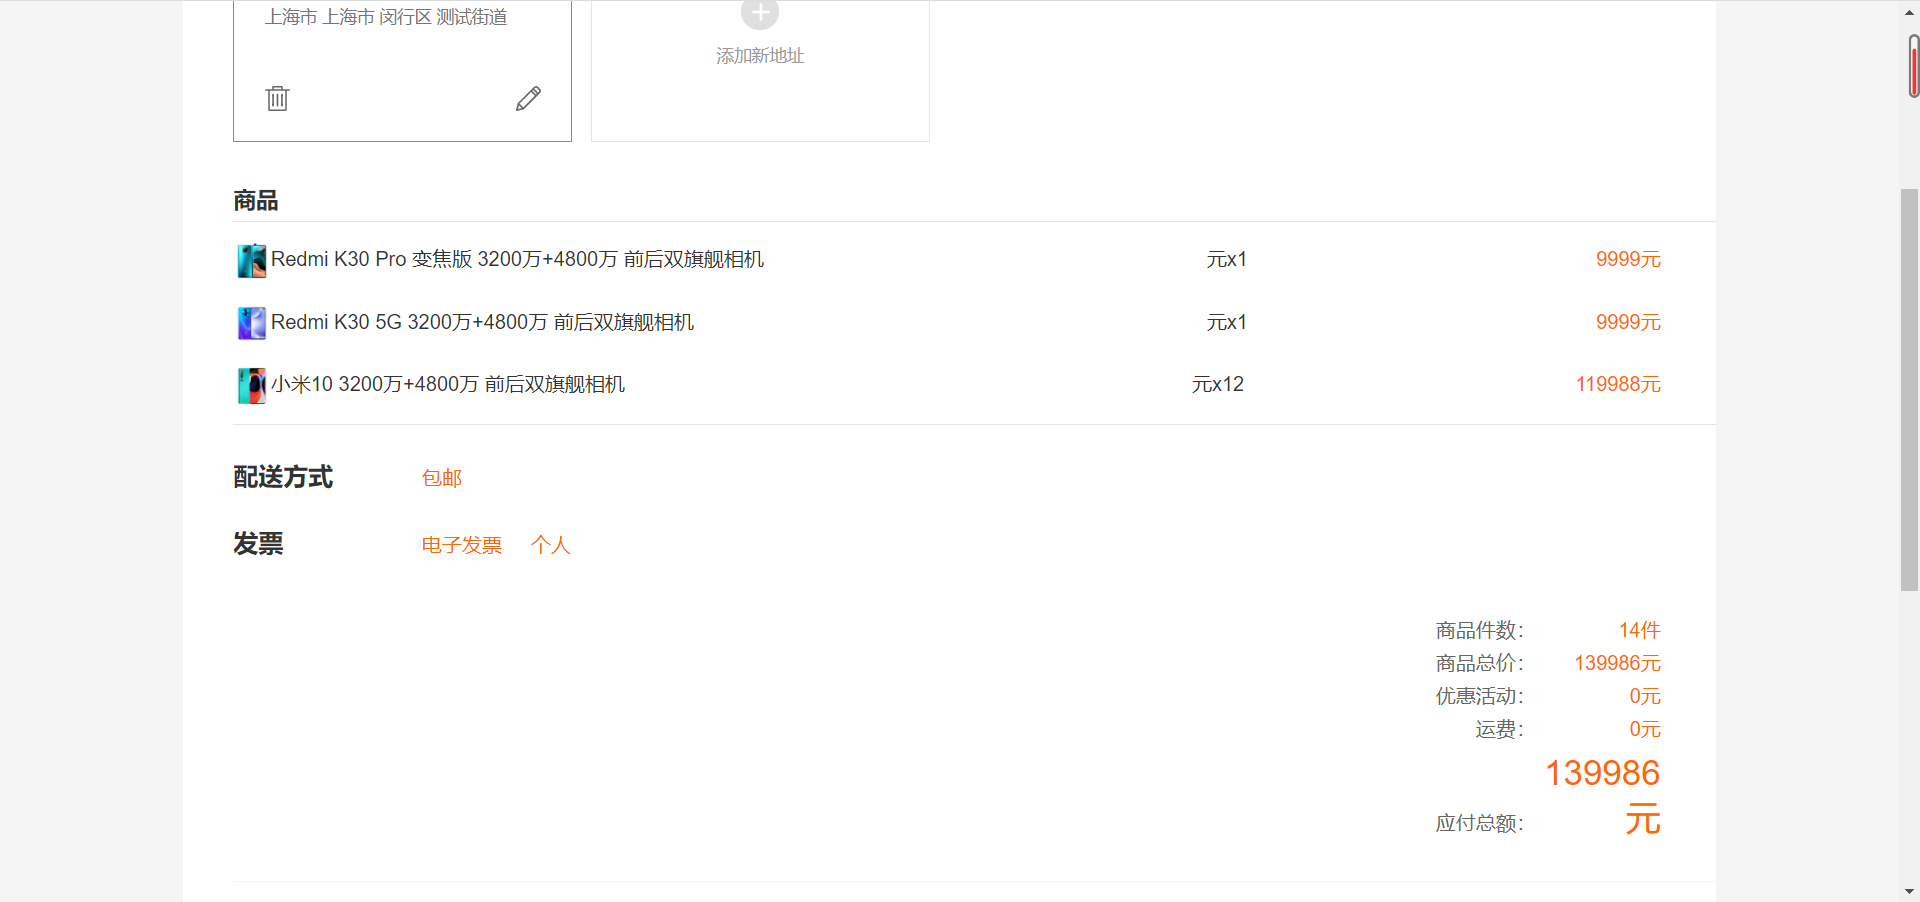 上海市 上海市 闵行区 测试街道
添加新地址
商品
Redmi K30 Pro 变焦版 3200万+4800万 前后双旗舰相机 元x1 9999元
Redmi K30 5G 3200万+4800万 前后双旗舰相机 元x1 9999元
小米10 3200万+4800万 前后双旗舰相机 元x12 119988元
配送方式 包邮
发票 电子发票 个人
商品件数： 14件
商品总价： 139986元
优惠活动： 0元
运费： 0元
139986
应付总额： 元